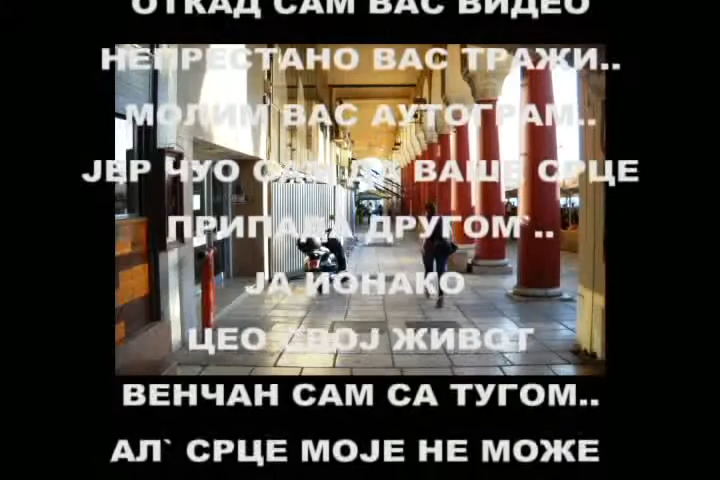 ОТКАД САМ ВАС ВИДЕО
НЕПРЕСТАНО ВАС ТРАЖИ..
МОЛИМ ВАС АУТОГРАМ..
ЈЕР ЧУО САМ ДА ВАШЕ СРЦЕ
ПРИПАДА ДРУГОМ`..
ЈА ИОНАКО
ЦЕО СВОЈ ЖИВОТ
ВЕНЧАН САМ СА ТУГОМ..
АЛ` СРЦЕ МОЈЕ НЕ МОЖЕ